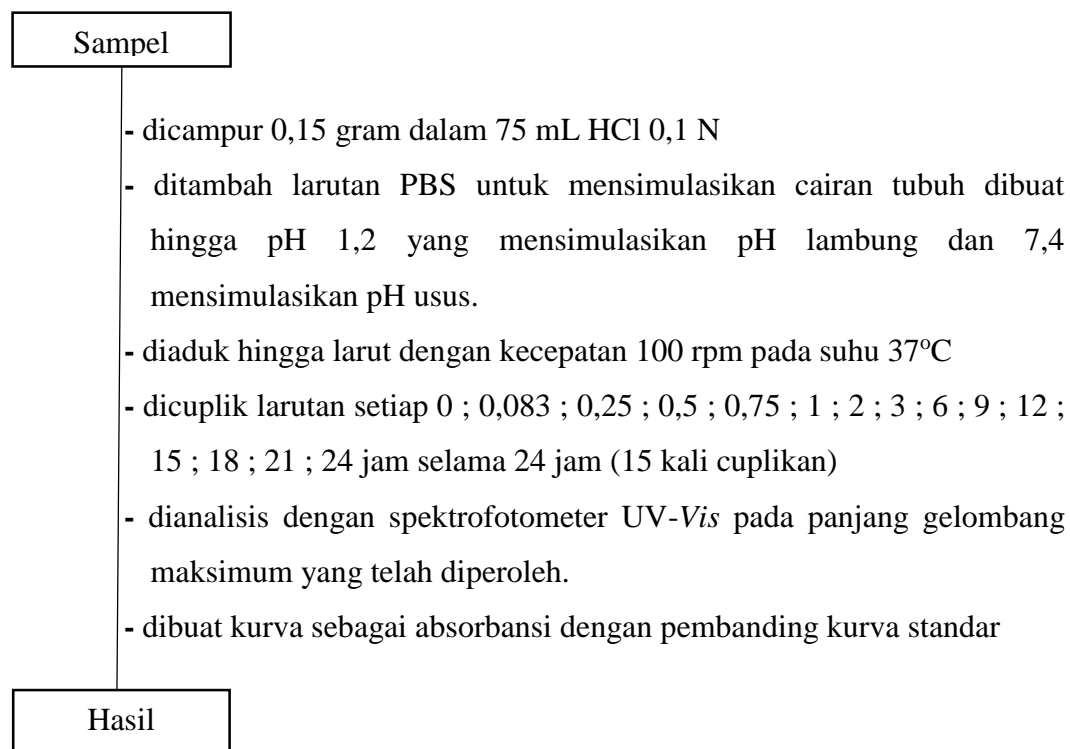 Sampel
- dicampur 0,15 gram dalam 75 mL HCl 0,1 N
- ditambah larutan PBS untuk mensimulasikan cairan tubuh dibuat
hingga pH 1,2 yang mensimulasikan pH lambung dan 7,4
mensimulasikan pH usus.
- diaduk hingga larut dengan kecepatan 100 rpm pada suhu 37°C
- dicuplik larutan setiap 0 ; 0,083 ; 0,25 ; 0,5 ; 0,75 ; 1 ; 2 ; 3 ; 6 ; 9 ; 12 ;
15 ; 18 ; 21 ; 24 jam selama 24 jam (15 kali cuplikan)
- dianalisis dengan spektrofotometer UV-Vis pada panjang gelombang
maksimum yang telah diperoleh.
- dibuat kurva sebagai absorbansi dengan pembanding kurva standar
Hasil